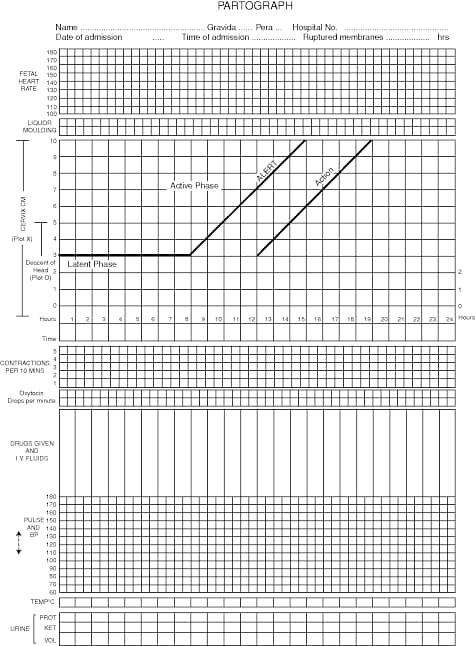 PARTOGRAPH
Name ........................................ Gravida ...... Pera ... Hospital No. ................................
Date of admission ..... Time of admission .................. Ruptured membranes .................. hrs
FETAL
HEART
RATE
180
170
160
150
140
130
120
110
100
LIQUOR
MOULDING
CERVIX CM
(Plot X)
Descent of
Head
(Plot O)
10
9
8
7
6
5
4
3
2
1
0
Active Phase
ALERT
Action
Latent Phase
2
1
0
Hours 1 2 3 4 5 6 7 8 9 10 11 12 13 14 15 16 17 18 19 20 21 22 23 24 Hours
Time
CONTRACTIONS
PER 10 MINS
5
4
3
2
1
Oxytocin
Drops per minute
DRUGS GIVEN
AND
I.V FLUIDS
PULSE
AND
BP
180
170
160
150
140
130
120
110
100
90
80
70
60
TEMP°C
URINE
PROT
KET
VOL